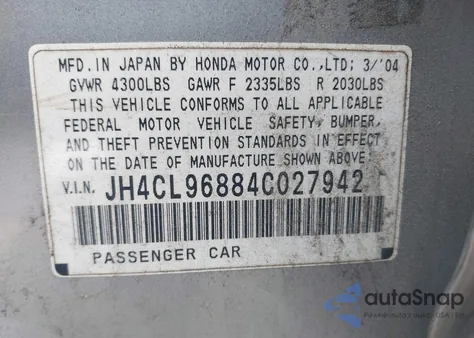 MFD. IN JAPAN BY HONDA MOTOR CO.,LTD; 3/'04
GVWR 4300LBS GAWR F 2335LBS R 2030LBS
THIS VEHICLE CONFORMS TO ALL APPLICABLE
FEDERAL MOTOR VEHICLE SAFETY, BUMPER,
AND THEFT PREVENTION STANDARDS IN EFFECT
ON THE DATE OF MANUFACTURE SHOWN ABOVE.
V.I.N. JH4CL96884C027942
PASSENGER CAR
autoSnap